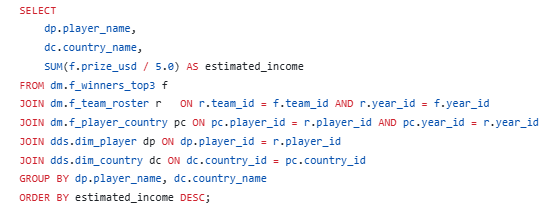 SELECT
    dp.player_name,
    dc.country_name,
    SUM(f.prize_usd / 5.0) AS estimated_income
FROM dm.f_winners_top3 f
JOIN dm.f_team_roster r   ON r.team_id = f.team_id AND r.year_id = f.year_id
JOIN dm.f_player_country pc ON pc.player_id = r.player_id AND pc.year_id = r.year_id
JOIN dds.dim_player dp ON dp.player_id = r.player_id
JOIN dds.dim_country dc ON dc.country_id = pc.country_id
GROUP BY dp.player_name, dc.country_name
ORDER BY estimated_income DESC;